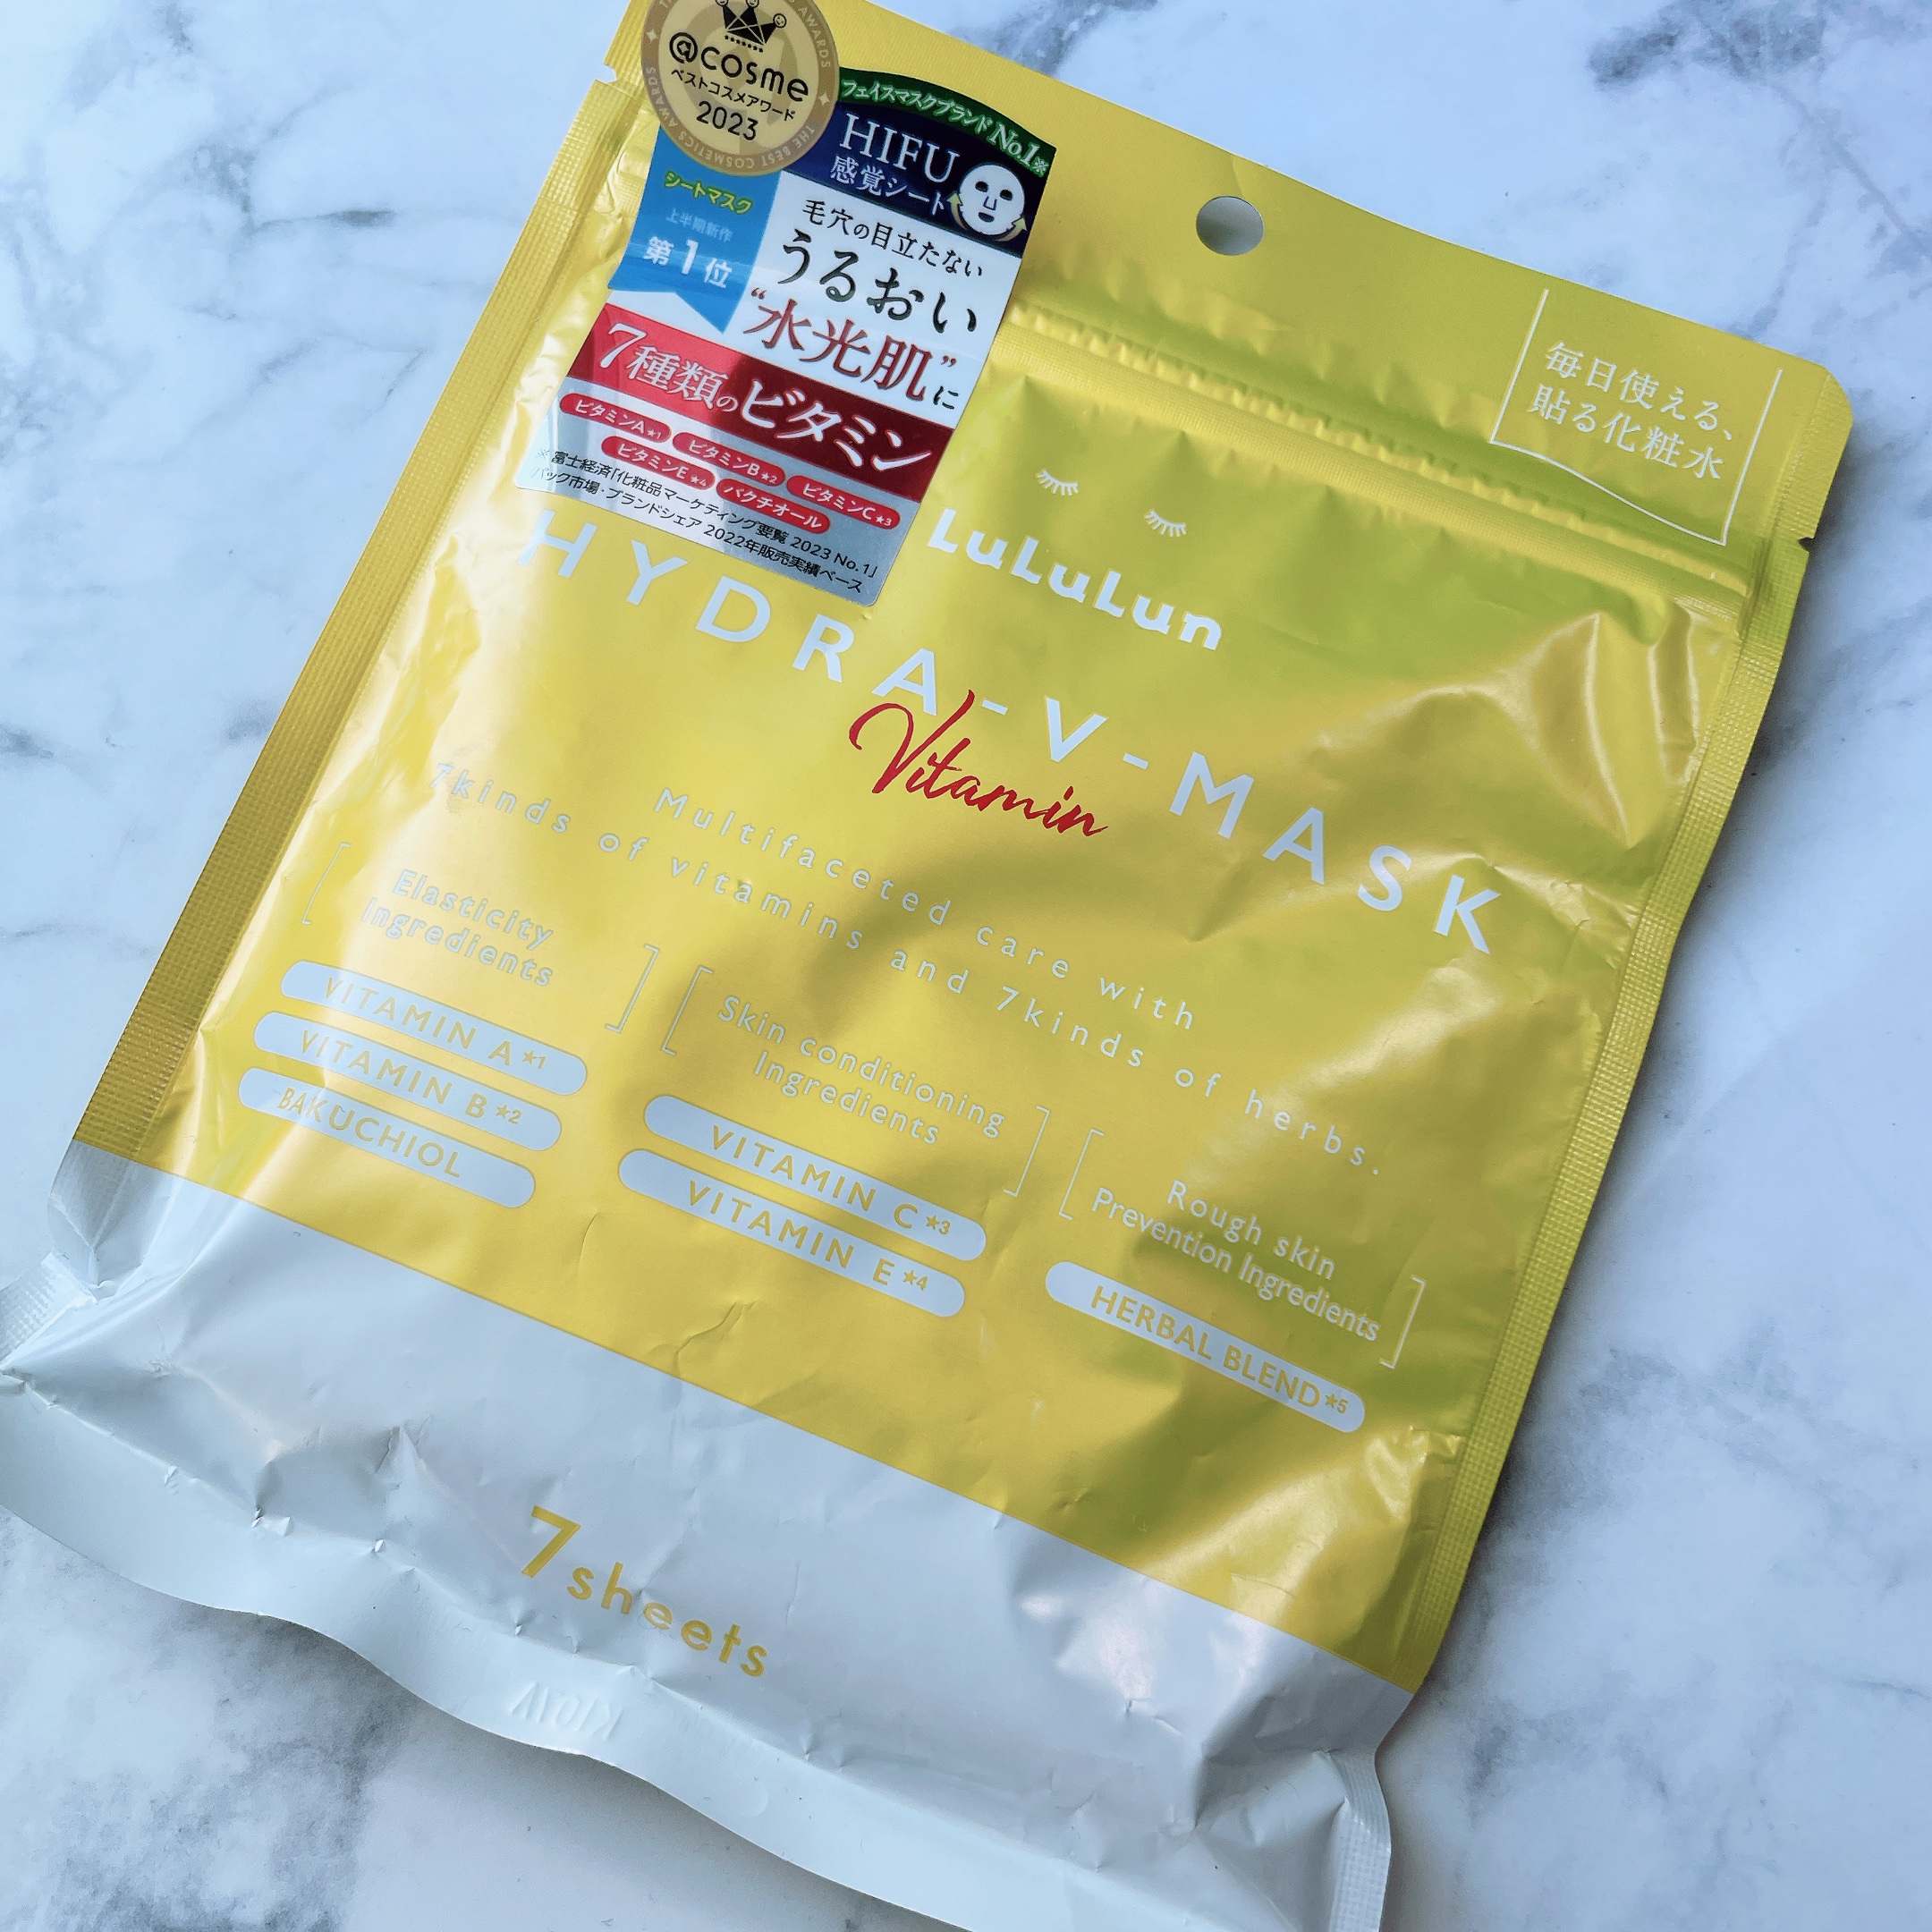 @cosme
ベストコスメアワード
2023
THE BEST COSMETICS AWARDS
シートマスク
上半期新作
第1位
フェイスマスクブランド No.1※
HIFU
感覚シート
毛穴の目立たない
うるおい
“水光肌”に
7種類のビタミン
ビタミンA★1 ビタミンB★2 ビタミンC★3
ビタミンE★4 バクチオール
※富士経済「化粧品マーケティング要覧 2023 No.1」
パック市場・ブランドシェア 2022年販売実績ベース
毎日使える、
貼る化粧水
LuLuLun
HYDRA-V-MASK
Vitamin
Multifaceted care with
7kinds of vitamins and 7kinds of herbs.
Elasticity
Ingredients
VITAMIN A★1
VITAMIN B★2
BAKUCHIOL
Skin conditioning
Ingredients
VITAMIN C★3
VITAMIN E★4
Rough skin
Prevention Ingredients
HERBAL BLEND★5
7sheets